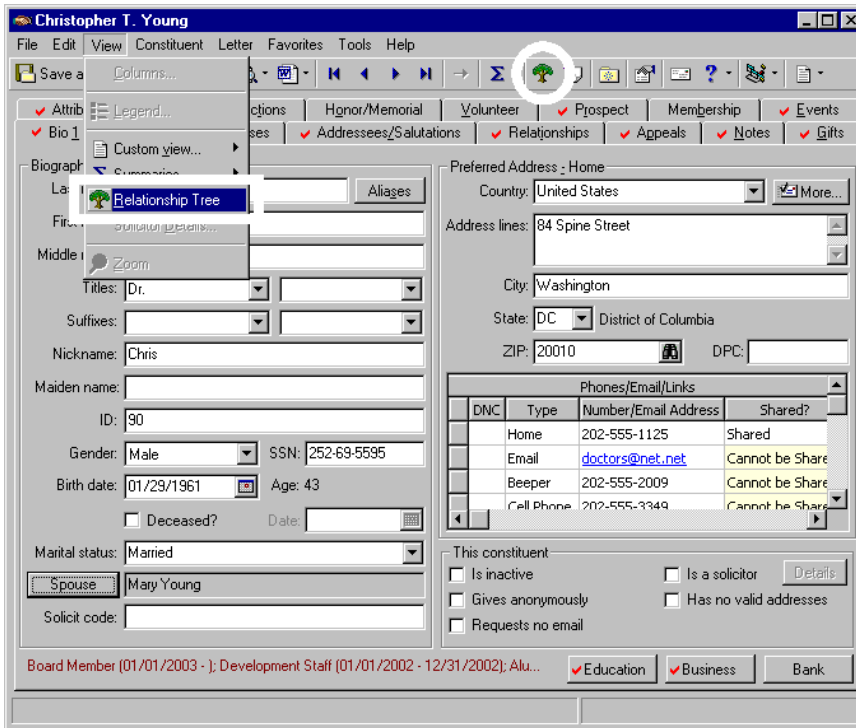 Christopher T. Young
File Edit View Constituent Letter Favorites Tools Help
Save a
Columns...
Legend...
Custom view...
Relationship Tree
Zoom
Honor/Memorial Volunteer Prospect Membership Events
Bio 1 Addressees/Salutations Relationships Appeals Notes Gifts
Aliases
Titles: Dr.
Suffixes:
Nickname: Chris
Maiden name:
ID: 90
Gender: Male SSN: 252-69-5595
Birth date: 01/29/1961 Age: 43
Deceased? Date:
Marital status: Married
Spouse Mary Young
Solicit code:
Preferred Address - Home
Country: United States More...
Address lines: 84 Spine Street
City: Washington
State: DC District of Columbia
ZIP: 20010 DPC:
Phones/Email/Links
DNC Type Number/Email Address Shared?
Home 202-555-1125 Shared
Email doctors@net.net Cannot be Share
Beeper 202-555-2009 Cannot be Share
Cell Phone 202-555-3349 Cannot be Share
This constituent
Is inactive Is a solicitor Details
Gives anonymously Has no valid addresses
Requests no email
Board Member (01/01/2003 - ); Development Staff (01/01/2002 - 12/31/2002); Alu...
Education Business Bank